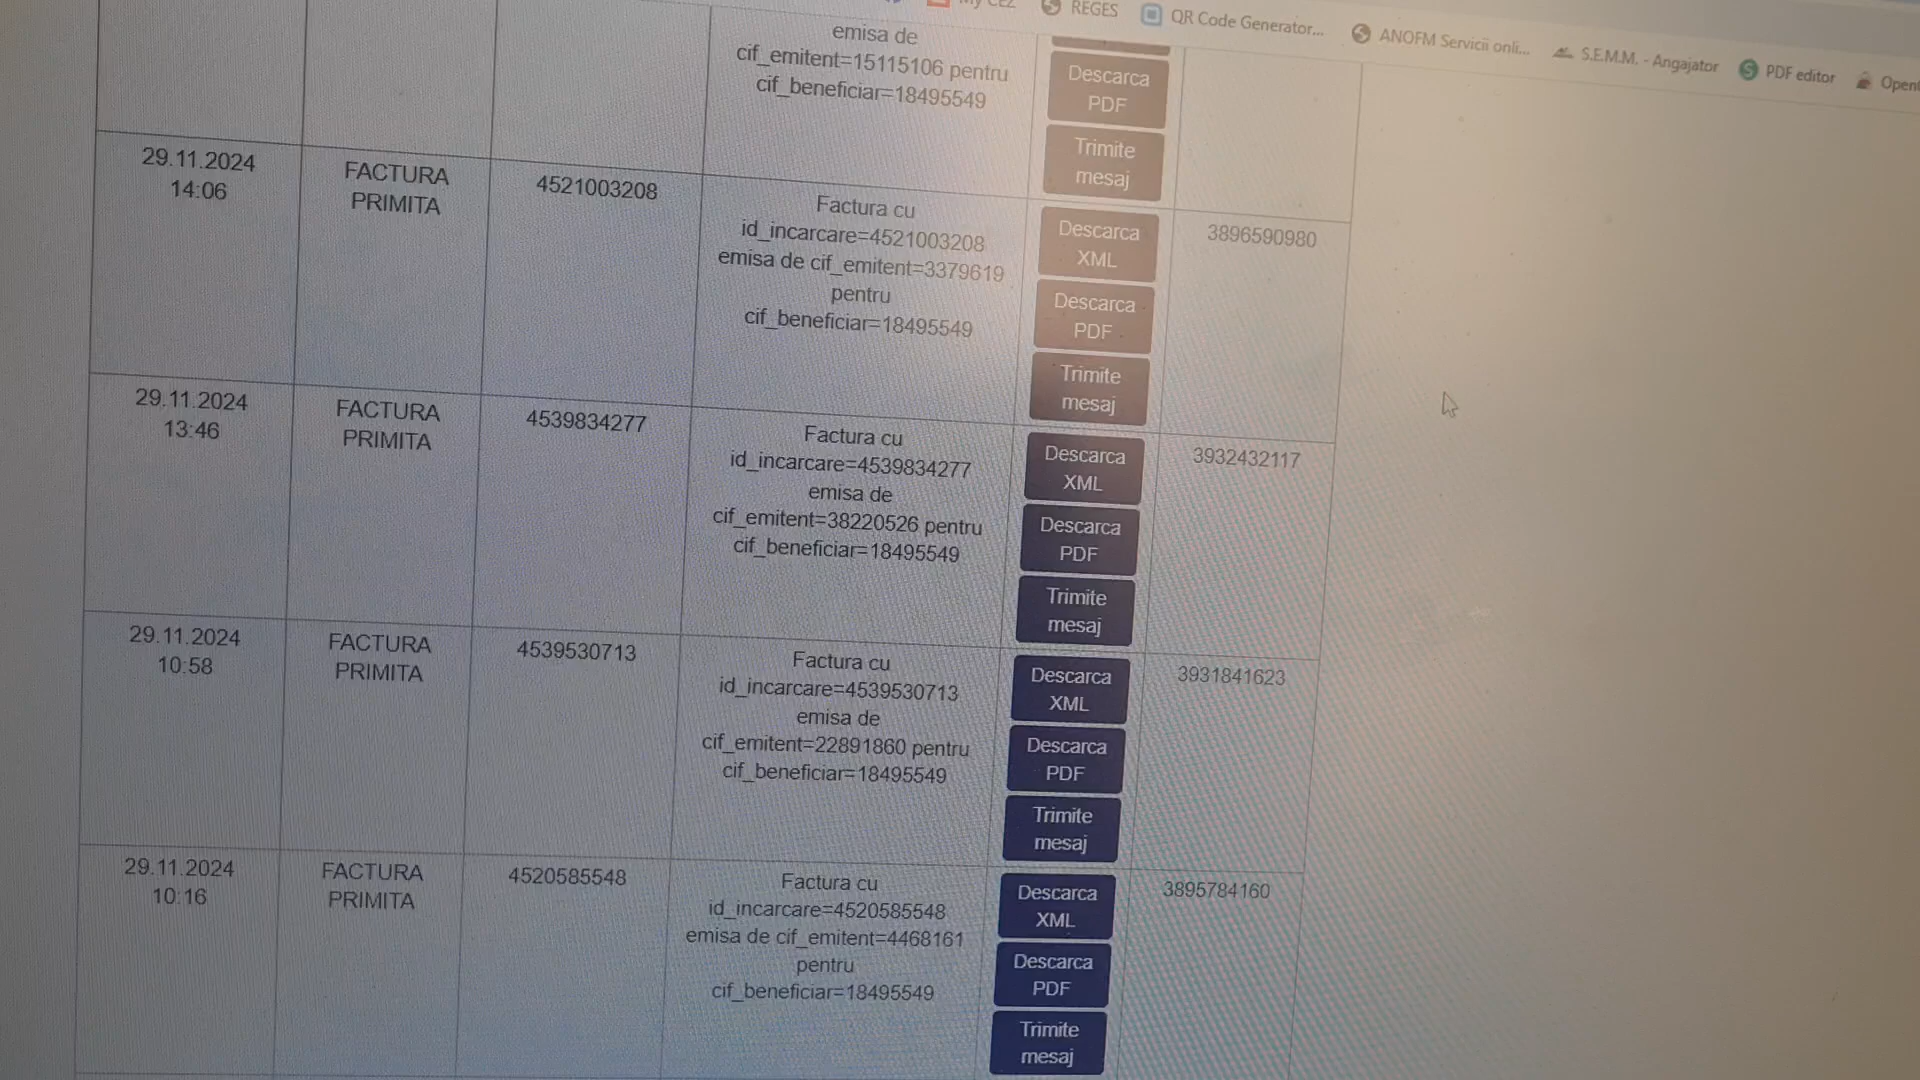 My CEZ
REGES
QR Code Generator...
ANOFM Servicii onli...
S.E.M.M. - Angajator
PDF editor
emisa de
cif_emitent=15115106 pentru
cif_beneficiar=18495549
Descarca
PDF
Trimite
mesaj
29.11.2024
14:06
FACTURA
PRIMITA
4521003208
Factura cu
id_incarcare=4521003208
emisa de cif_emitent=3379619
pentru
cif_beneficiar=18495549
Descarca
XML
Descarca
PDF
Trimite
mesaj
3896590980
29.11.2024
13:46
FACTURA
PRIMITA
4539834277
Factura cu
id_incarcare=4539834277
emisa de
cif_emitent=38220526 pentru
cif_beneficiar=18495549
Descarca
XML
Descarca
PDF
Trimite
mesaj
3932432117
29.11.2024
10:58
FACTURA
PRIMITA
4539530713
Factura cu
id_incarcare=4539530713
emisa de
cif_emitent=22891860 pentru
cif_beneficiar=18495549
Descarca
XML
Descarca
PDF
Trimite
mesaj
3931841623
29.11.2024
10:16
FACTURA
PRIMITA
4520585548
Factura cu
id_incarcare=4520585548
emisa de cif_emitent=4468161
pentru
cif_beneficiar=18495549
Descarca
XML
Descarca
PDF
Trimite
mesaj
3895784160